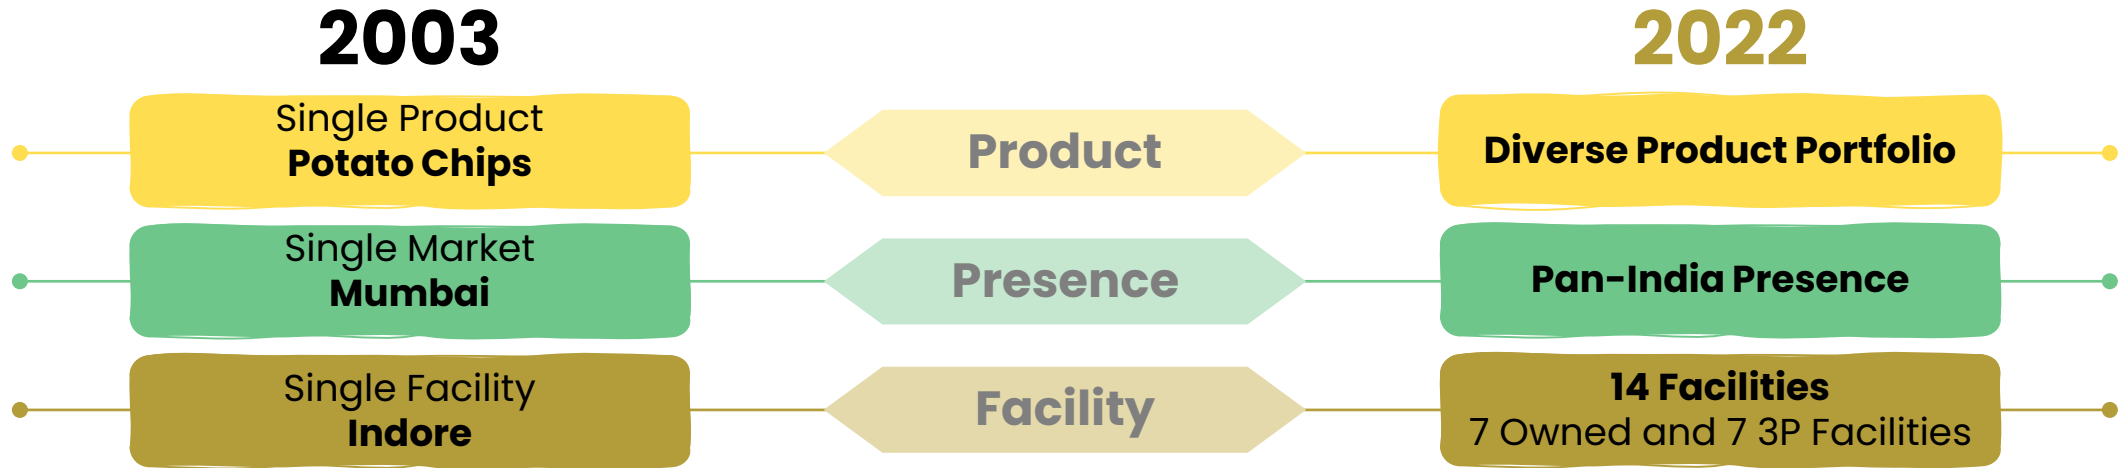 2003
2022
Single Product
Potato Chips
Product
Diverse Product Portfolio
Single Market
Mumbai
Presence
Pan-India Presence
Single Facility
Indore
Facility
14 Facilities
7 Owned and 7 3P Facilities